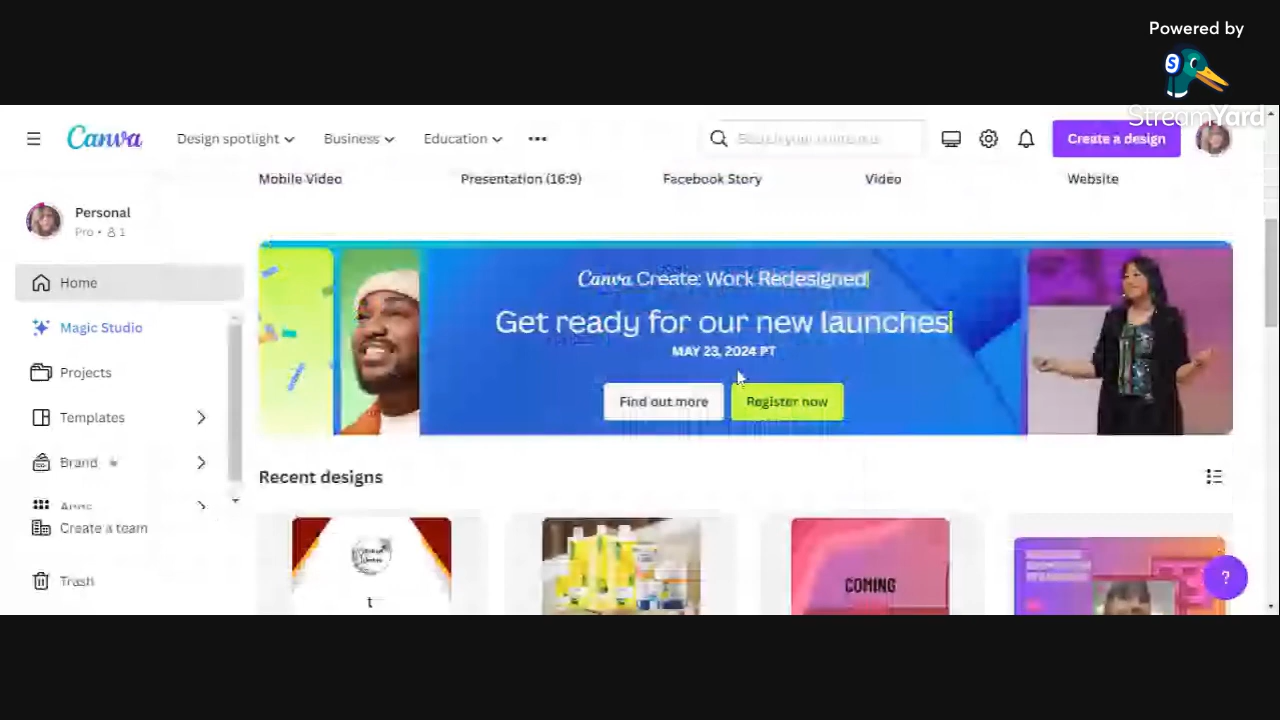 Powered by
StreamYard
Canva
Design spotlight
Business
Education
Create a design
Mobile Video
Presentation (16:9)
Facebook Story
Video
Website
Personal
Pro • 1
Home
Magic Studio
Projects
Templates
Brand
Apps
Create a team
Trash
Canva Create: Work Redesigned
Get ready for our new launches
MAY 23, 2024 PT
Find out more
Register now
Recent designs
t
COMING
?